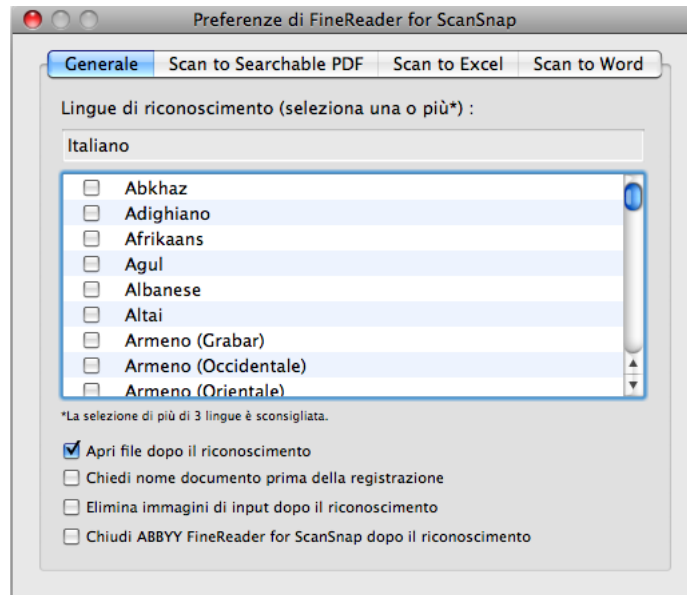 Preferenze di FineReader for ScanSnap
Generale Scan to Searchable PDF Scan to Excel Scan to Word
Lingue di riconoscimento (seleziona una o più*) :
Italiano
Abkhaz
Adighiano
Afrikaans
Agul
Albanese
Altai
Armeno (Grabar)
Armeno (Occidentale)
Armeno (Orientale)
*La selezione di più di 3 lingue è sconsigliata.
Apri file dopo il riconoscimento
Chiedi nome documento prima della registrazione
Elimina immagini di input dopo il riconoscimento
Chiudi ABBYY FineReader for ScanSnap dopo il riconoscimento